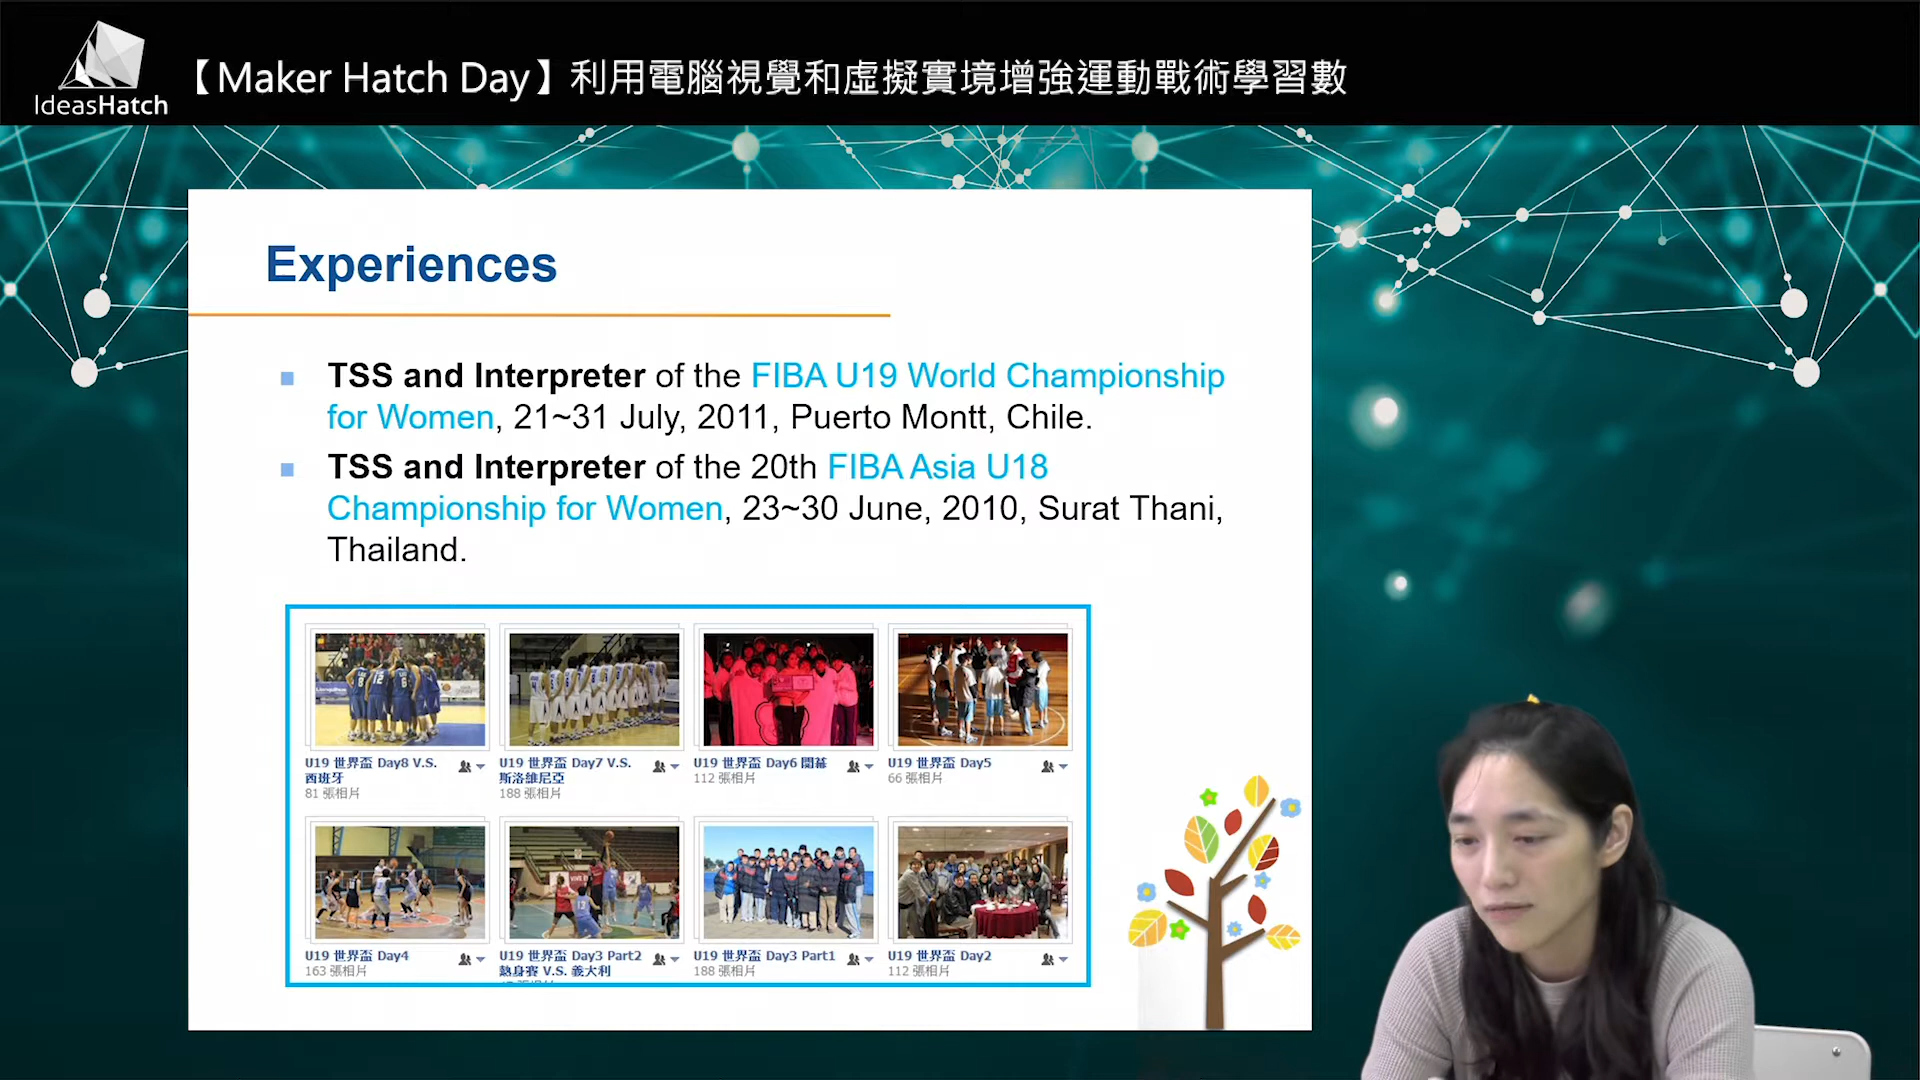 IdeasHatch
【Maker Hatch Day】利用電腦視覺和虛擬實境增強運動戰術學習數
Experiences
TSS and Interpreter of the FIBA U19 World Championship
for Women, 21~31 July, 2011, Puerto Montt, Chile.
TSS and Interpreter of the 20th FIBA Asia U18
Championship for Women, 23~30 June, 2010, Surat Thani,
Thailand.
U19 世界盃 Day8 V.S.
西班牙
81 張相片
U19 世界盃 Day7 V.S.
斯洛維尼亞
188 張相片
U19 世界盃 Day6 開幕
112 張相片
U19 世界盃 Day5
66 張相片
U19 世界盃 Day4
163 張相片
U19 世界盃 Day3 Part2
熱身賽 V.S. 義大利
U19 世界盃 Day3 Part1
188 張相片
U19 世界盃 Day2
112 張相片